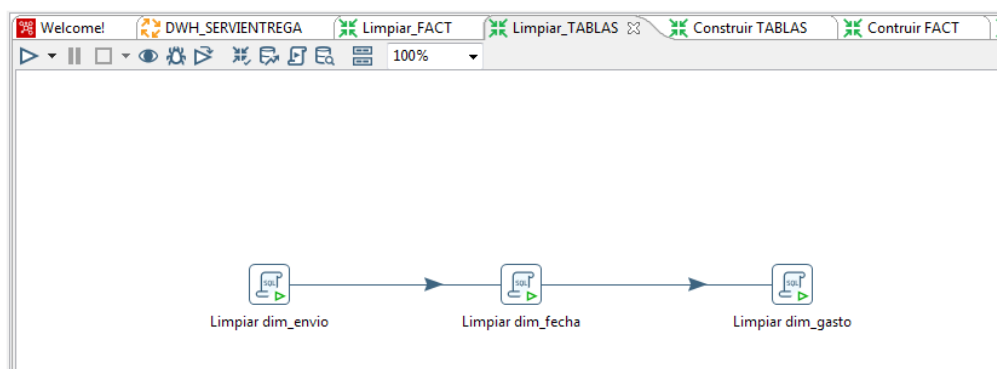 Welcome! DWH_SERVIENTREGA Limpiar_FACT Limpiar_TABLAS Construir TABLAS Contruir FACT
100%
SQL SQL SQL
Limpiar dim_envio Limpiar dim_fecha Limpiar dim_gasto